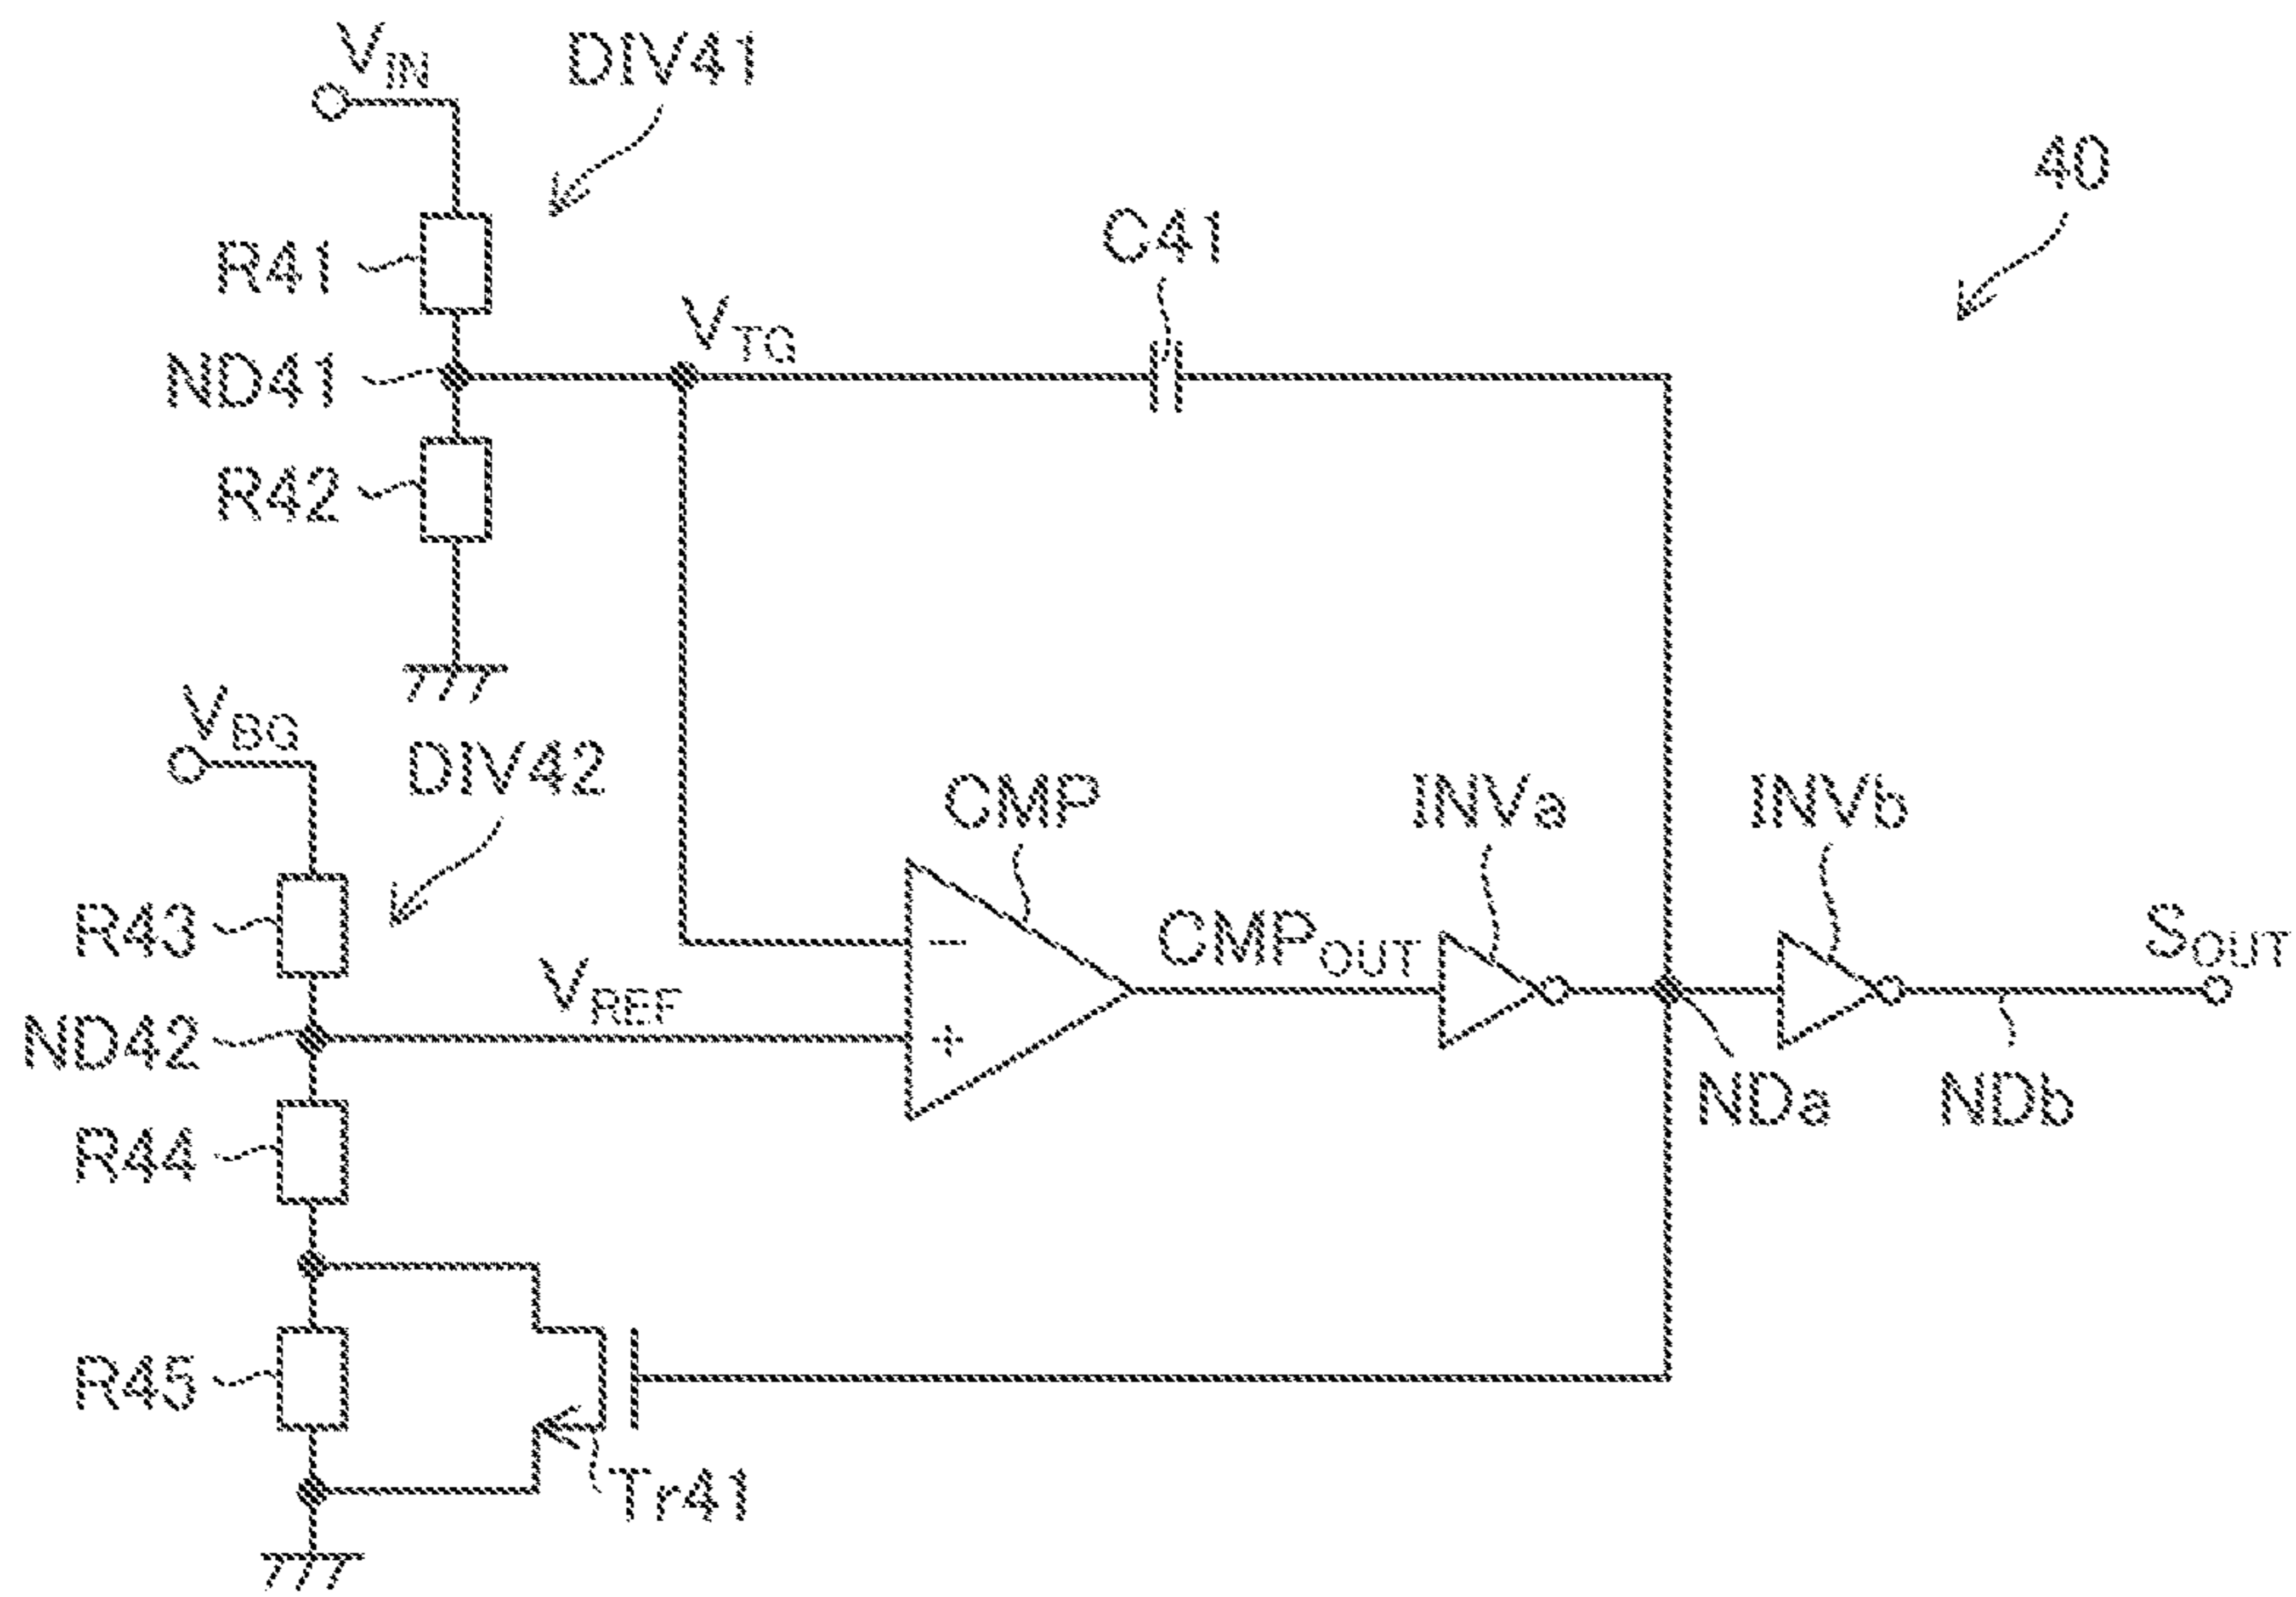 VIN
DIV41
40
R41
C41
VTG
ND41
R42
VBG
DIV42
CMP
INVa
INVb
R43
CMPOUT
SOUT
VREF
ND42
-
+
NDa
NDb
R44
R45
Tr41